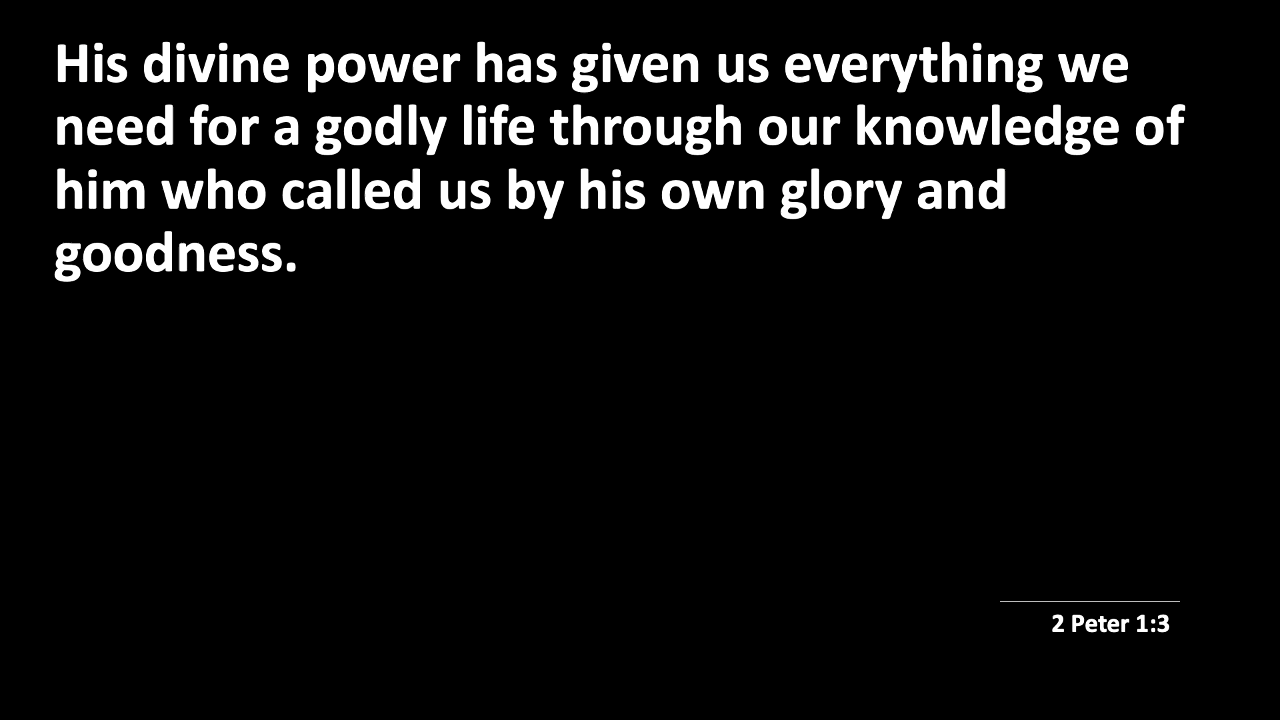 His divine power has given us everything we
need for a godly life through our knowledge of
him who called us by his own glory and
goodness.
2 Peter 1:3